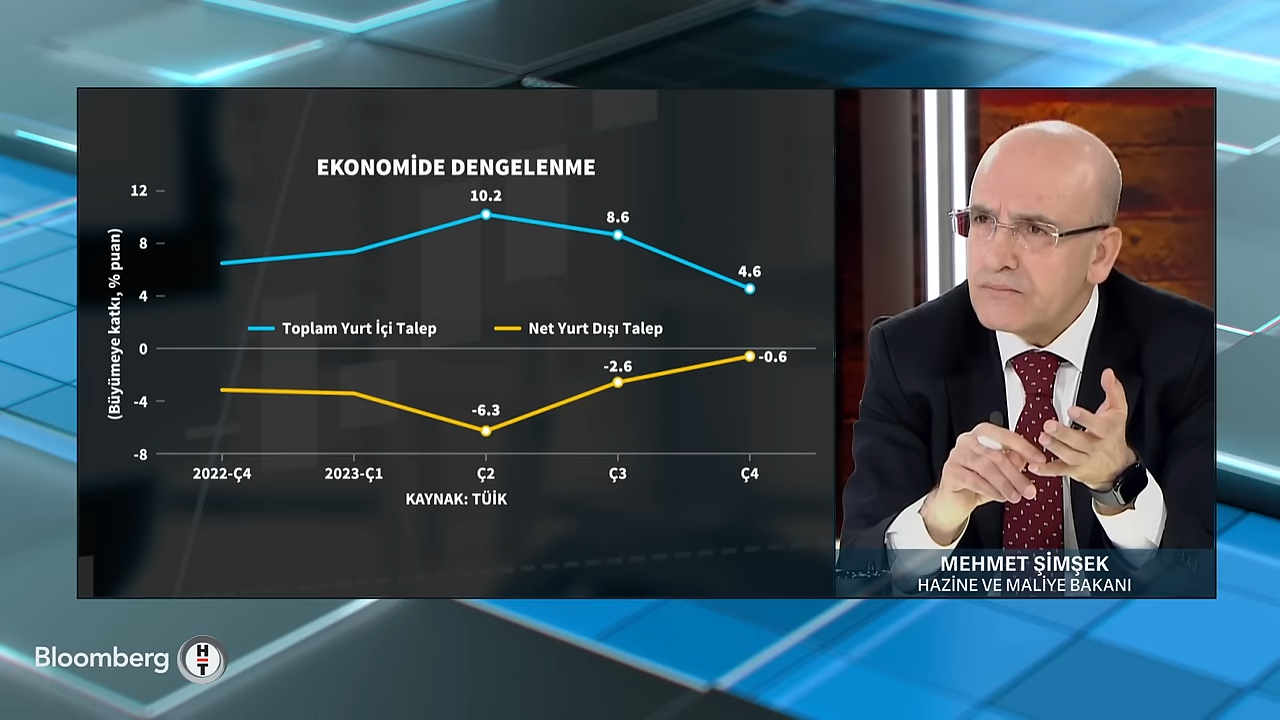 EKONOMİDE DENGELENME
(Büyümeye katkı, % puan)
12
8
4
0
-4
-8
10.2
8.6
4.6
Toplam Yurt İçi Talep
Net Yurt Dışı Talep
-6.3
-2.6
-0.6
2022-Ç4
2023-Ç1
Ç2
Ç3
Ç4
KAYNAK: TÜİK
MEHMET ŞİMŞEK
HAZİNE VE MALİYE BAKANI
Bloomberg HT